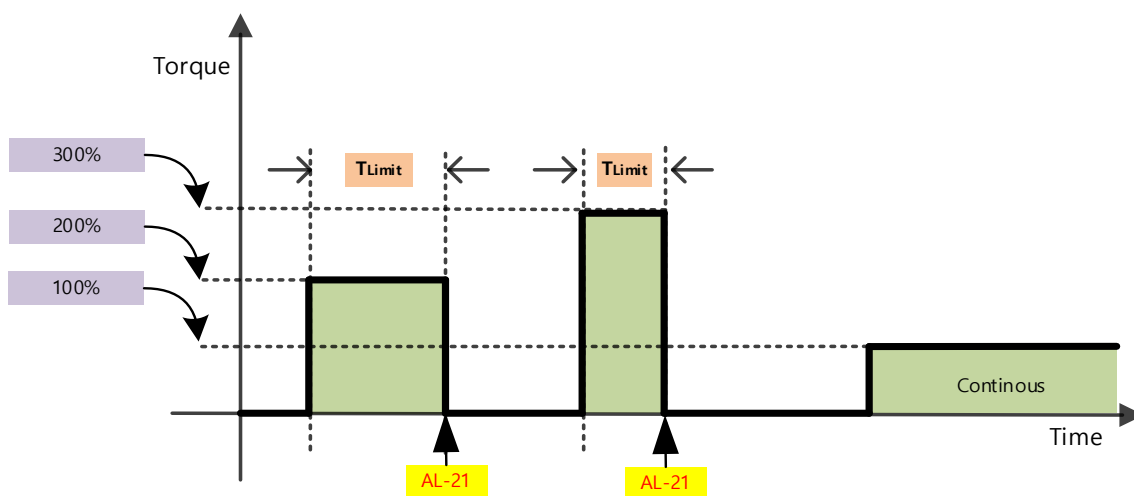 Torque
300%
TLimit
TLimit
200%
100%
Continous
Time
AL-21
AL-21